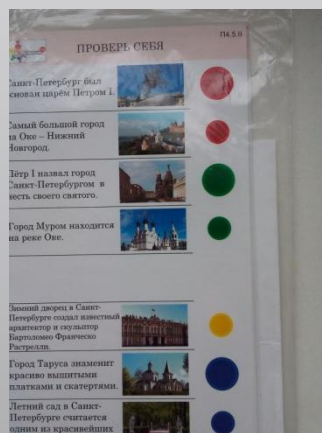 П4.5.8
ПРОВЕРЬ СЕБЯ
Санкт-Петербург был
основан царём Петром I.
Самый большой город
на Оке – Нижний
Новгород.
Пётр I назвал город
Санкт-Петербургом в
честь своего святого.
Город Муром находится
на реке Оке.
Зимний дворец в Санкт-
Петербурге создал известный
архитектор и скульптор
Бартоломео Франческо
Растрелли.
Город Таруса знаменит
красиво вышитыми
платками и скатертями.
Летний сад в Санкт-
Петербурге считается
одним из красивейших